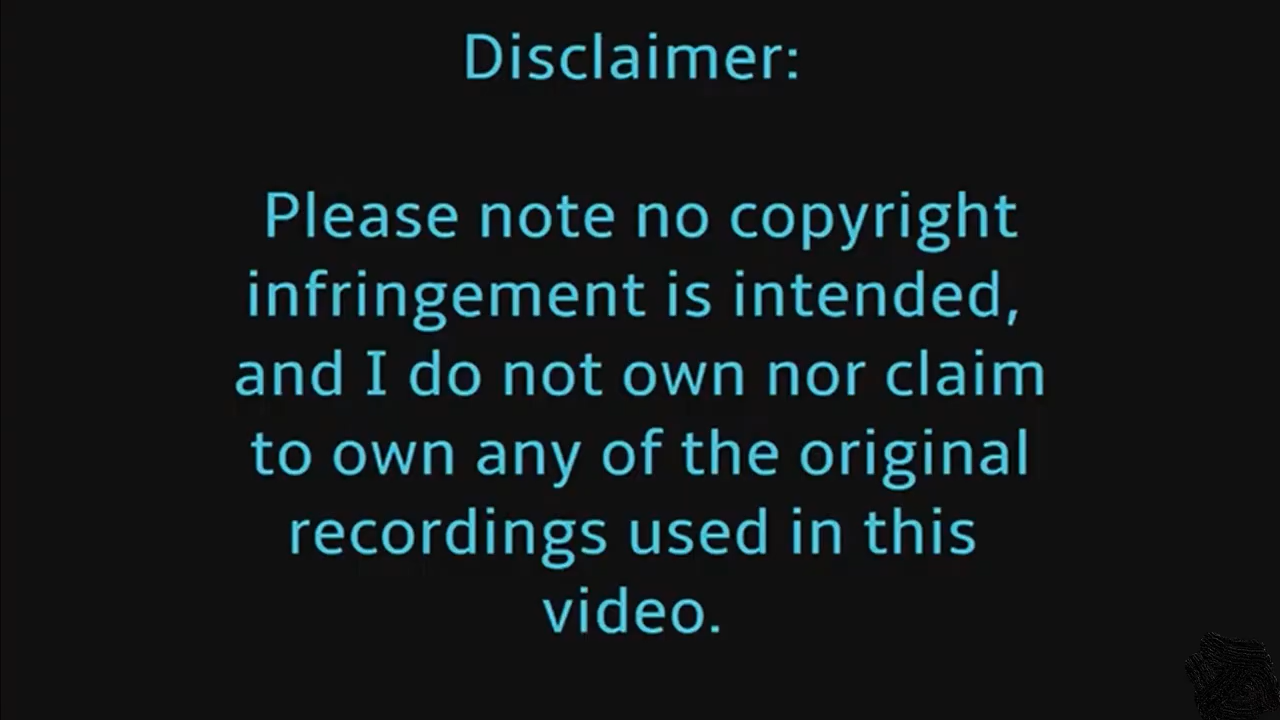 Disclaimer:
Please note no copyright
infringement is intended,
and I do not own nor claim
to own any of the original
recordings used in this
video.